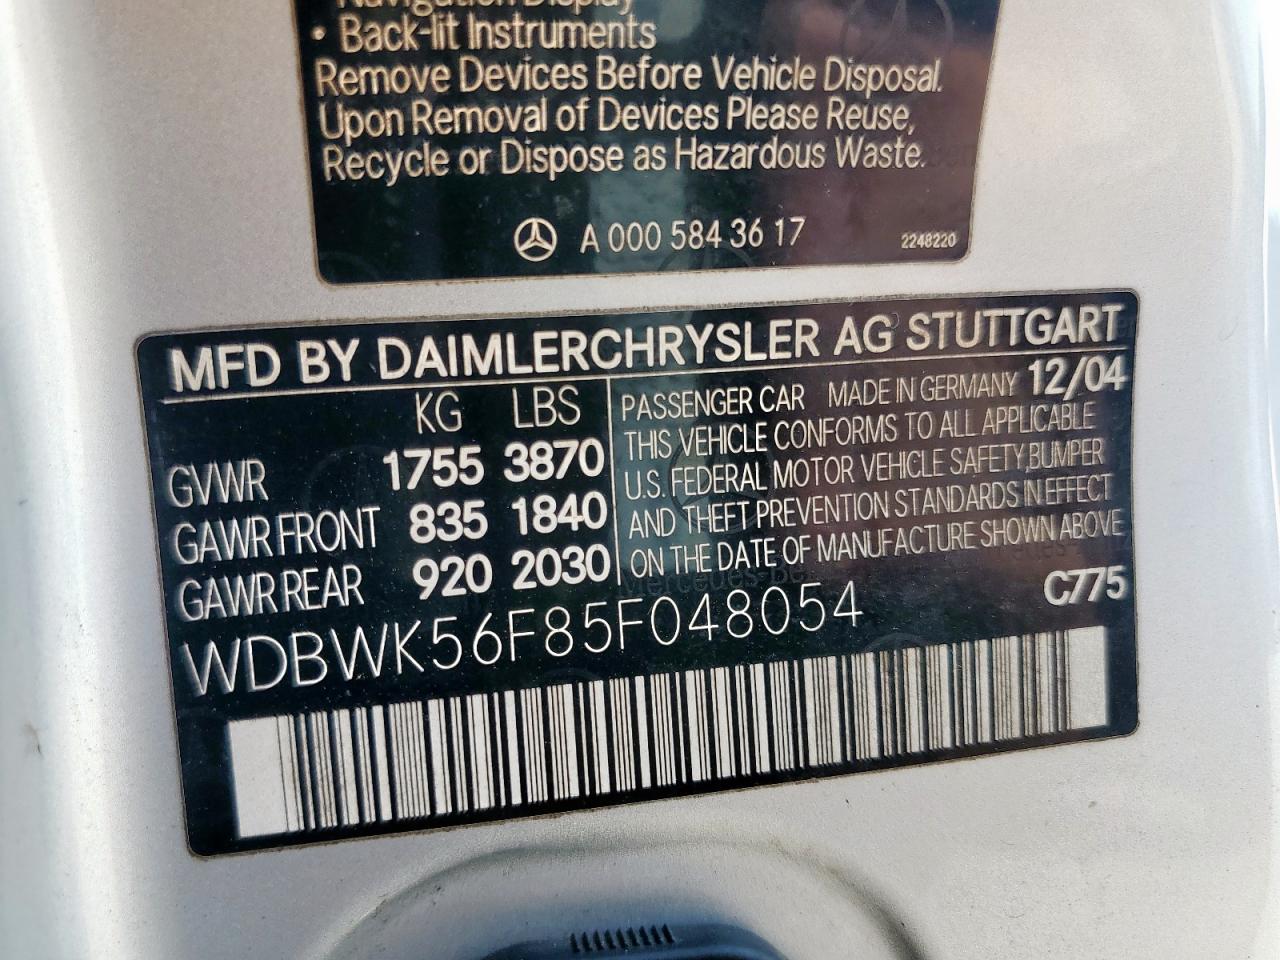 Navigation Display
• Back-lit Instruments
Remove Devices Before Vehicle Disposal.
Upon Removal of Devices Please Reuse,
Recycle or Dispose as Hazardous Waste.
A 000 584 36 17
2248220
MFD BY DAIMLERCHRYSLER AG STUTTGART
KG LBS
GVWR 1755 3870
GAWR FRONT 835 1840
GAWR REAR 920 2030
PASSENGER CAR MADE IN GERMANY 12/04
THIS VEHICLE CONFORMS TO ALL APPLICABLE
U.S. FEDERAL MOTOR VEHICLE SAFETY,BUMPER
AND THEFT PREVENTION STANDARDS IN EFFECT
ON THE DATE OF MANUFACTURE SHOWN ABOVE
C775
WDBWK56F85F048054